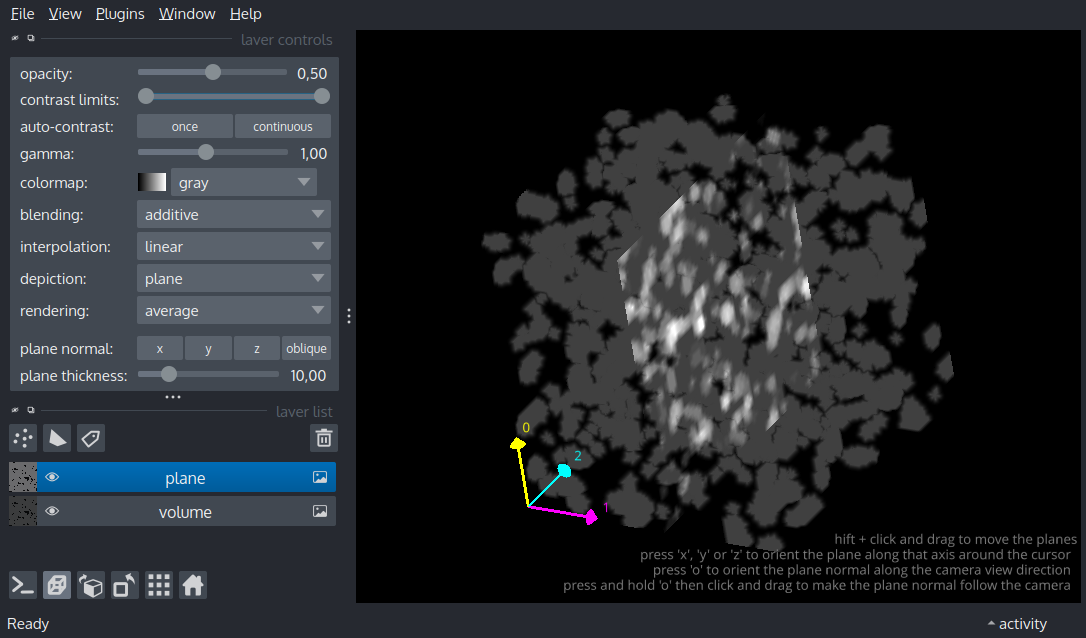 File View Plugins Window Help
layer controls
opacity: 0,50
contrast limits:
auto-contrast: once continuous
gamma: 1,00
colormap: gray
blending: additive
interpolation: linear
depiction: plane
rendering: average
plane normal: x y z oblique
plane thickness: 10,00
layer list
plane
volume
0
2
1
hift + click and drag to move the planes
press 'x', 'y' or 'z' to orient the plane along that axis around the cursor
press 'o' to orient the plane normal along the camera view direction
press and hold 'o' then click and drag to make the plane normal follow the camera
Ready activity